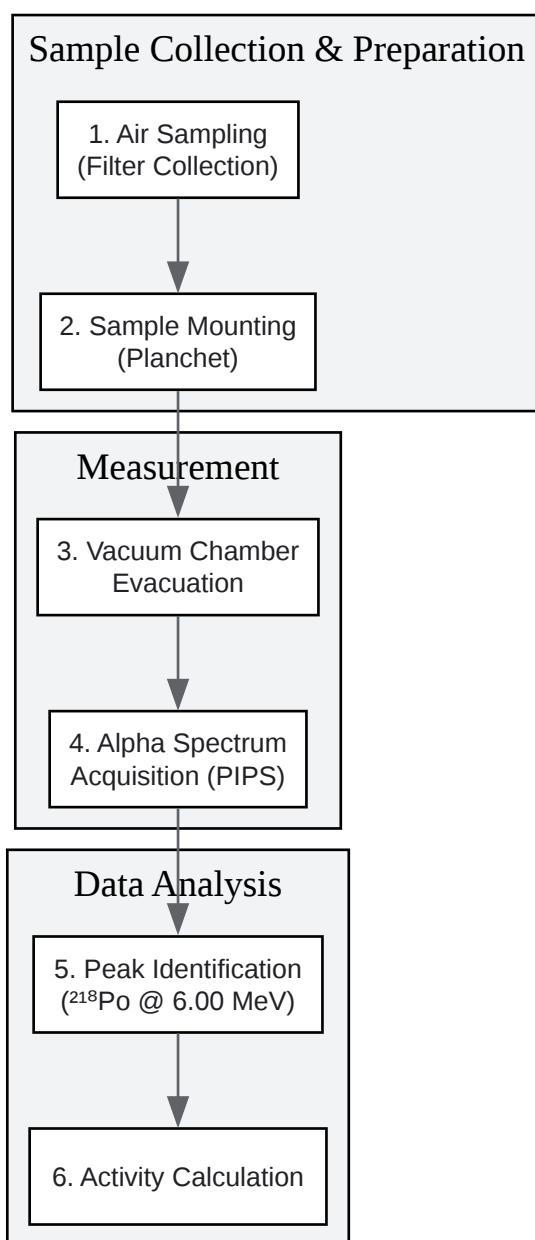 Sample Collection & Preparation
1. Air Sampling
(Filter Collection)
2. Sample Mounting
(Planchet)
Measurement
3. Vacuum Chamber
Evacuation
4. Alpha Spectrum
Acquisition (PIPS)
Data Analysis
5. Peak Identification
(²¹⁸Po @ 6.00 MeV)
6. Activity Calculation